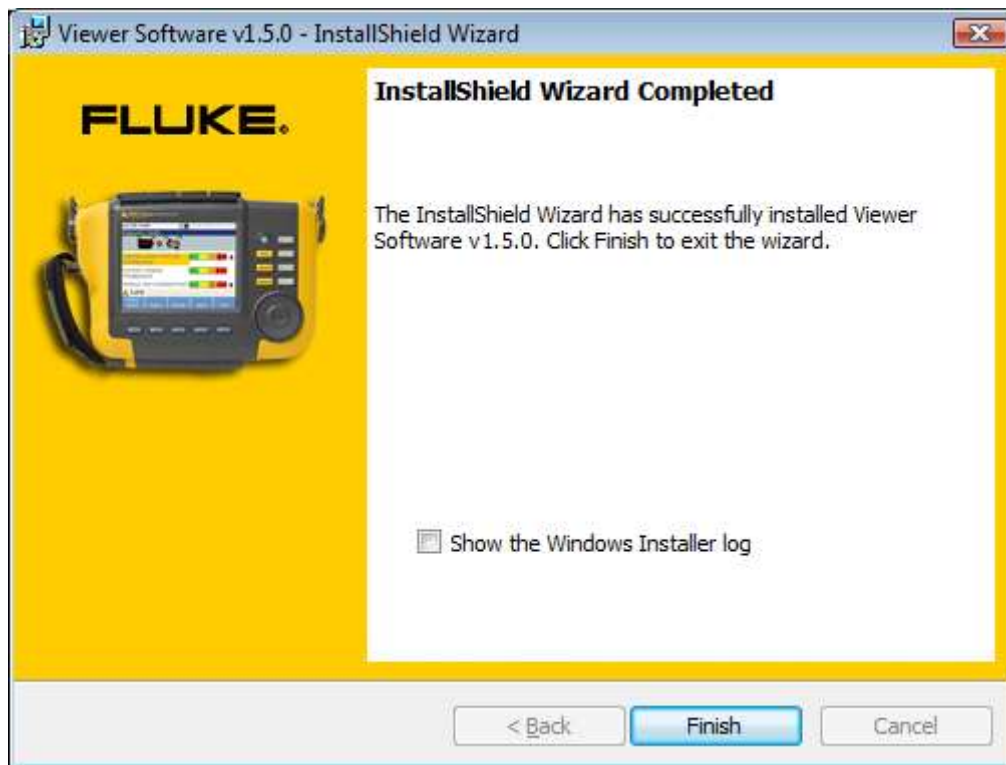 Viewer Software v1.5.0 - InstallShield Wizard
FLUKE®
InstallShield Wizard Completed
The InstallShield Wizard has successfully installed Viewer
Software v1.5.0. Click Finish to exit the wizard.
Show the Windows Installer log
< Back
Finish
Cancel